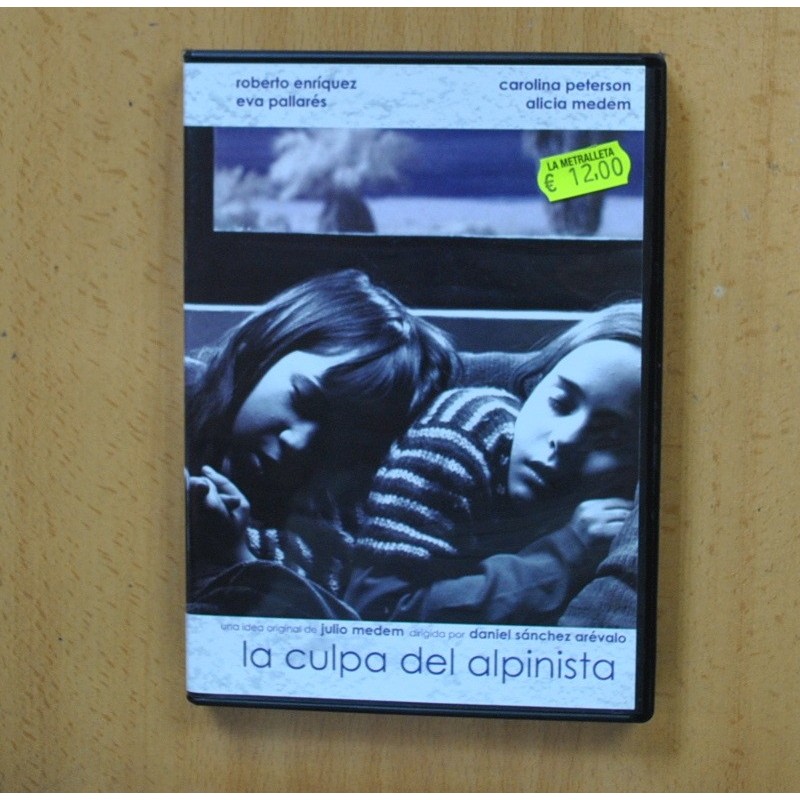 roberto enríquez
eva pallarés
carolina peterson
alicia medem
LA METRALLETA
€ 12,00
una idea original de julio medem dirigida por daniel sánchez arévalo
la culpa del alpinista